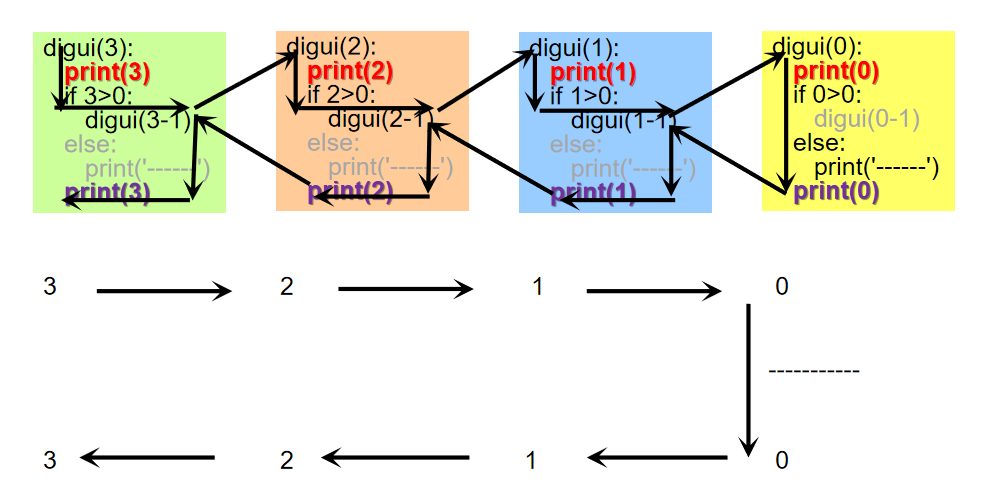 digui(3):
print(3)
if 3>0:
digui(3-1)
else:
print('------')
print(3)
digui(2):
print(2)
if 2>0:
digui(2-1)
else:
print('------')
print(2)
digui(1):
print(1)
if 1>0:
digui(1-1)
else:
print('------')
print(1)
digui(0):
print(0)
if 0>0:
digui(0-1)
else:
print('------')
print(0)
3 2 1 0
-----------
3 2 1 0